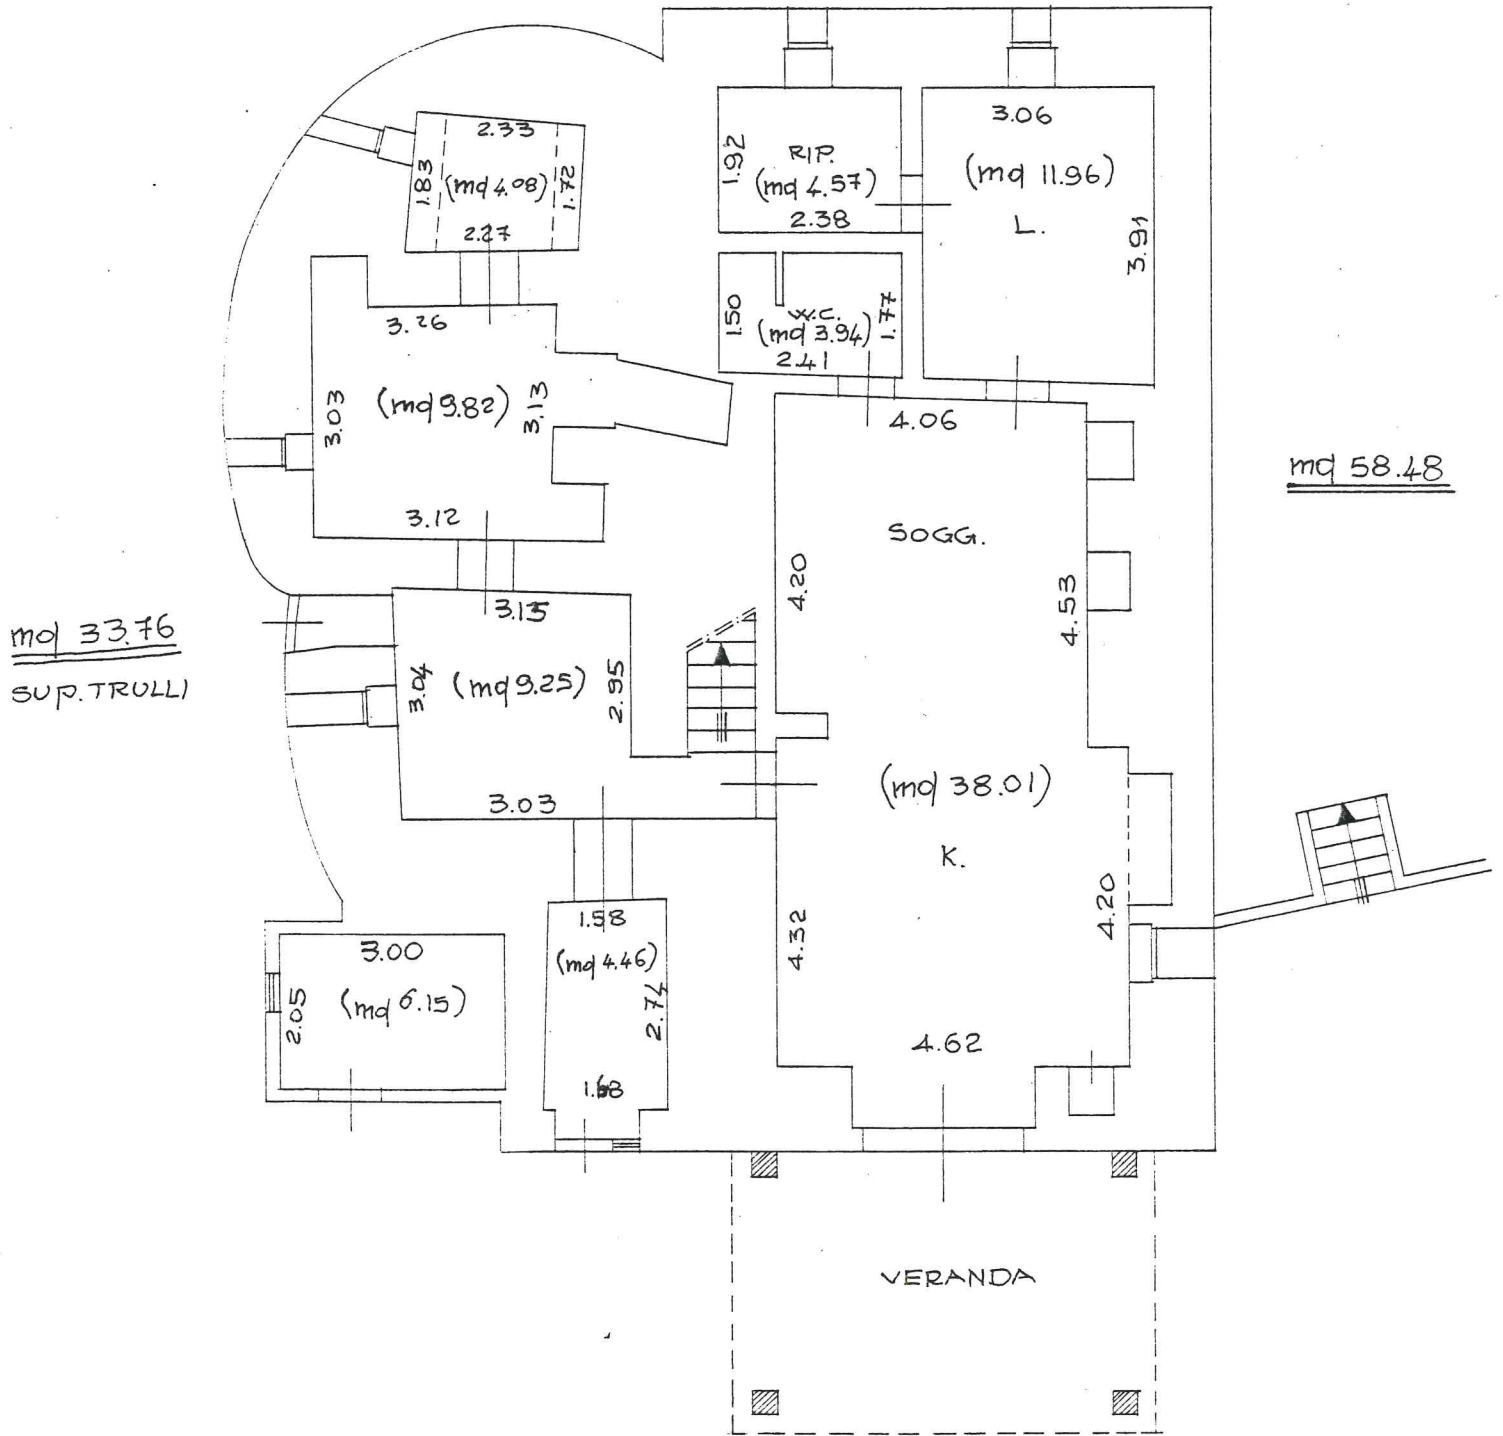 2.33
1.83
(mq 4.08)
1.72
2.27
RIP.
1.92
(mq 4.57)
2.38
3.06
(mq 11.96)
L.
3.91
3.26
3.03
(mq 9.82)
3.13
3.12
1.50
W.C.
(mq 3.94)
1.77
2.41
4.06
SOGG.
4.20
4.53
mq 58.48
mq 33.76
SUP. TRULLI
3.15
3.04
(mq 9.25)
2.95
3.03
(mq 38.01)
K.
4.32
4.20
4.62
3.00
2.05
(mq 6.15)
1.58
(mq 4.46)
2.74
1.68
VERANDA